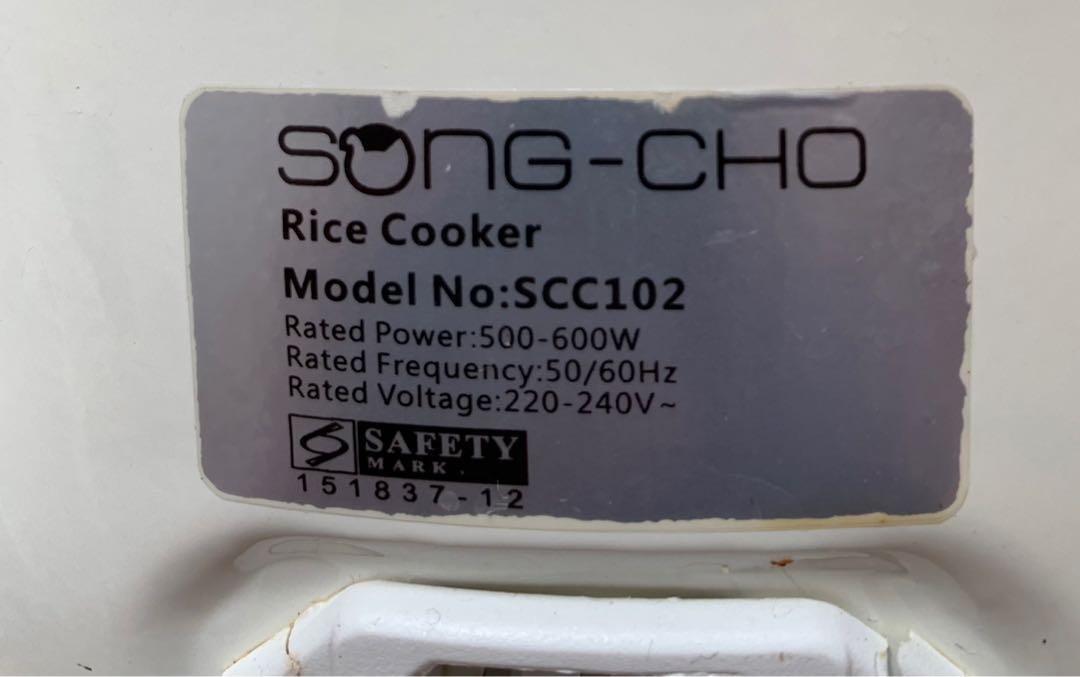 SONG-CHO
Rice Cooker
Model No:SCC102
Rated Power:500-600W
Rated Frequency:50/60Hz
Rated Voltage:220-240V~
S SAFETY
MARK
151837-12